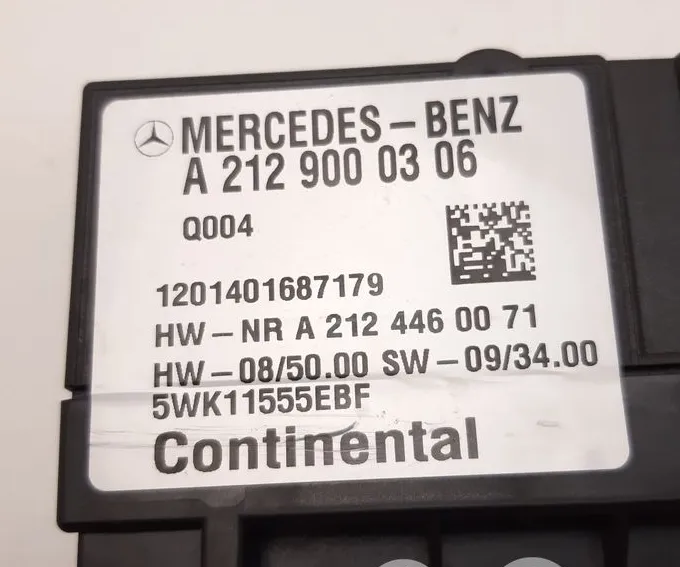 MERCEDES-BENZ
A 212 900 03 06
Q004
1201401687179
HW-NR A 212 446 00 71
HW-08/50.00 SW-09/34.00
5WK11555EBF
Continental